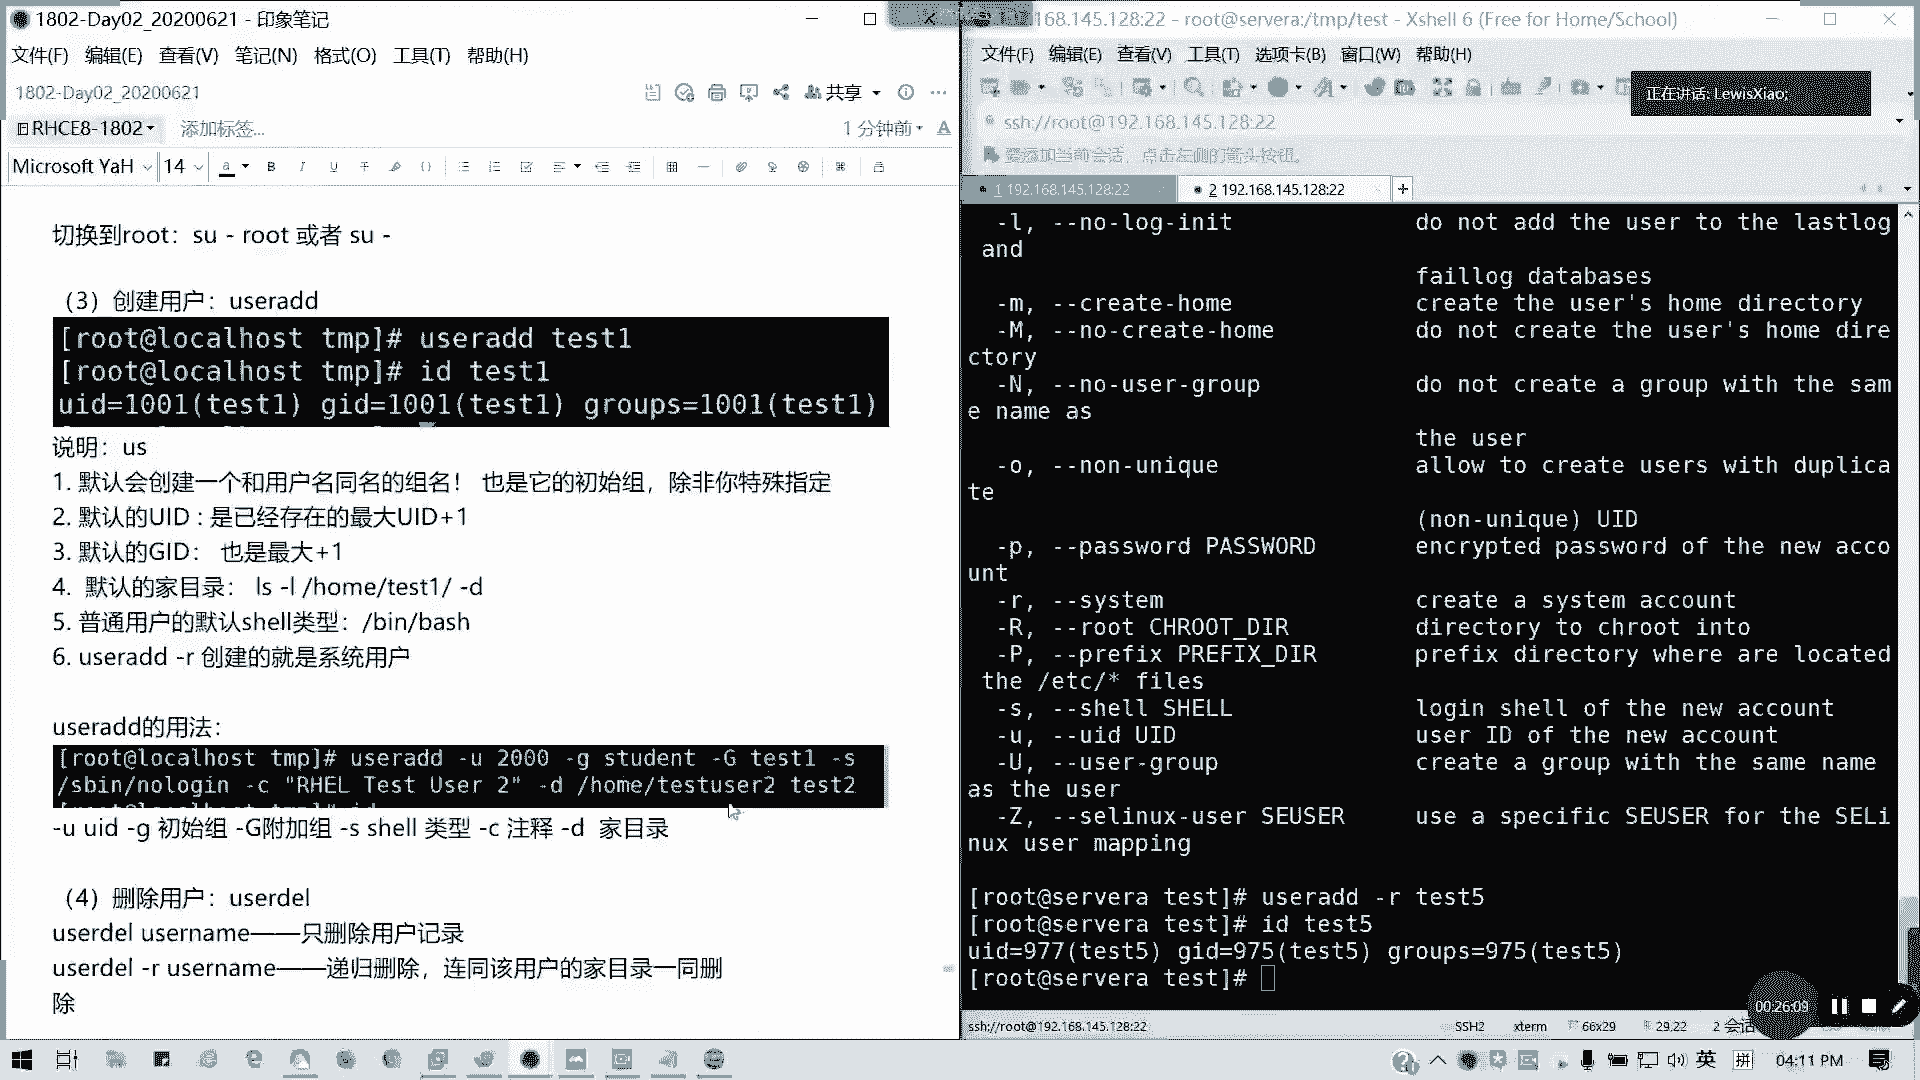 1802-Day02_20200621 - 印象笔记
文件(F) 编辑(E) 查看(V) 笔记(N) 格式(O) 工具(T) 帮助(H)
1802-Day02_20200621
共享
RHCE8-1802 添加标签...
1 分钟前
Microsoft YaH 14
切换到root：su - root 或者 su -
（3）创建用户：useradd
[root@localhost tmp]# useradd test1
[root@localhost tmp]# id test1
uid=1001(test1) gid=1001(test1) groups=1001(test1)
说明：us
1. 默认会创建一个和用户名同名的组名！ 也是它的初始组，除非你特殊指定
2. 默认的UID : 是已经存在的最大UID+1
3. 默认的GID： 也是最大+1
4. 默认的家目录： ls -l /home/test1/ -d
5. 普通用户的默认shell类型：/bin/bash
6. useradd -r 创建的就是系统用户
useradd的用法：
[root@localhost tmp]# useradd -u 2000 -g student -G test1 -s
/sbin/nologin -c "RHEL Test User 2" -d /home/testuser2 test2
-u uid -g 初始组 -G附加组 -s shell 类型 -c 注释 -d 家目录
（4）删除用户：userdel
userdel username——只删除用户记录
userdel -r username——递归删除，连同该用户的家目录一同删
除
168.145.128:22 - root@servera:/tmp/test - Xshell 6 (Free for Home/School)
文件(F) 编辑(E) 查看(V) 工具(T) 选项卡(B) 窗口(W) 帮助(H)
正在讲话: LewisXiao;
ssh://root@192.168.145.128:22
要添加当前会话，点击左侧的箭头按钮。
1 192.168.145.128:22
2 192.168.145.128:22
-l, --no-log-init do not add the user to the lastlog
and
faillog databases
-m, --create-home create the user's home directory
-M, --no-create-home do not create the user's home dire
ctory
-N, --no-user-group do not create a group with the sam
e name as
the user
-o, --non-unique allow to create users with duplica
te
(non-unique) UID
-p, --password PASSWORD encrypted password of the new acco
unt
-r, --system create a system account
-R, --root CHROOT_DIR directory to chroot into
-P, --prefix PREFIX_DIR prefix directory where are located
the /etc/* files
-s, --shell SHELL login shell of the new account
-u, --uid UID user ID of the new account
-U, --user-group create a group with the same name
as the user
-Z, --selinux-user SEUSER use a specific SEUSER for the SELi
nux user mapping
[root@servera test]# useradd -r test5
[root@servera test]# id test5
uid=977(test5) gid=975(test5) groups=975(test5)
[root@servera test]#
00:26:09
ssh://root@192.168.145.128:22 SSH2 xterm 66x29 29,22 2 会话
英 拼 04:11 PM